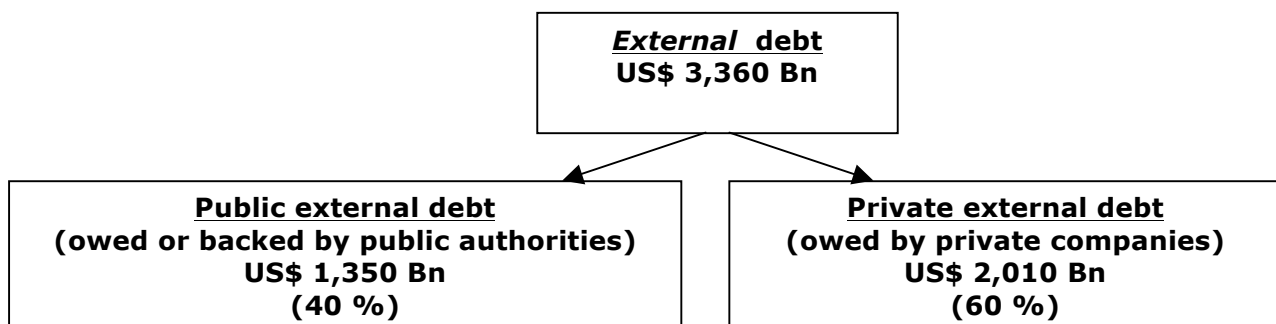 External debt
US$ 3,360 Bn
Public external debt
(owed or backed by public authorities)
US$ 1,350 Bn
(40 %)
Private external debt
(owed by private companies)
US$ 2,010 Bn
(60 %)